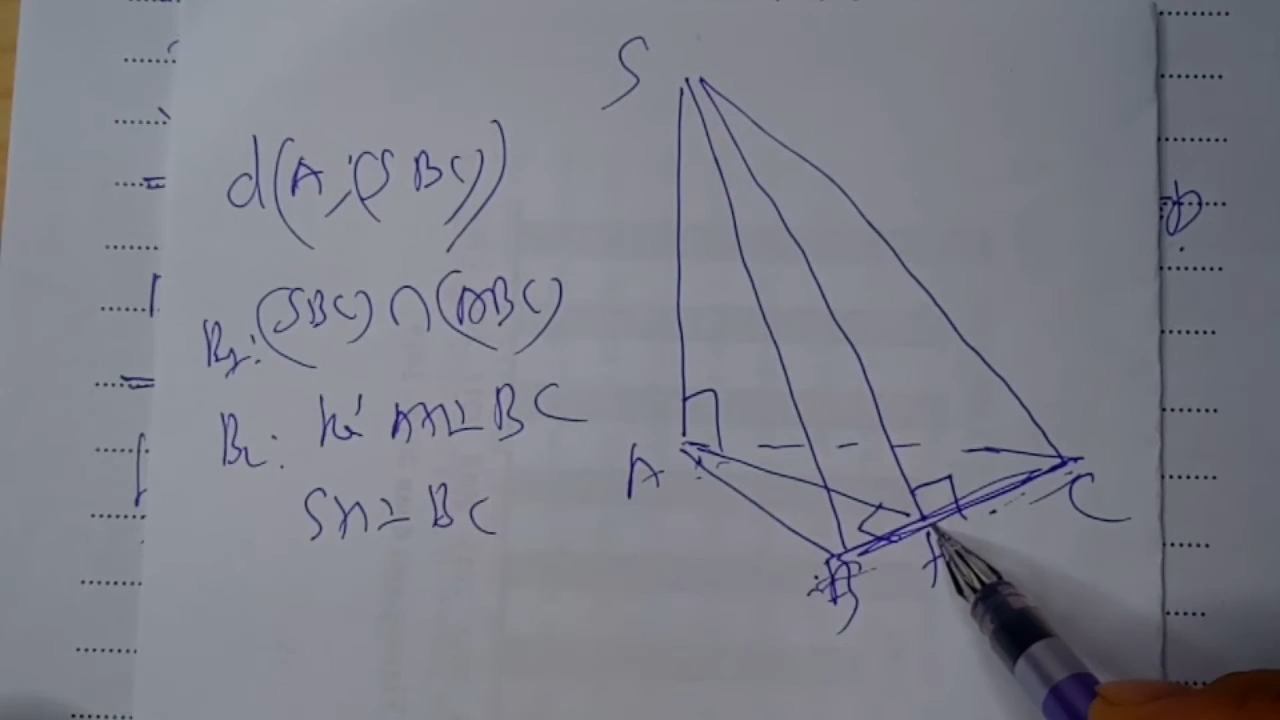 d(A;(SBC))
B1: (SBC) ∩ (ABC)
B2: kẻ AH⊥BC
SH⊥BC
S
A
C
B
H